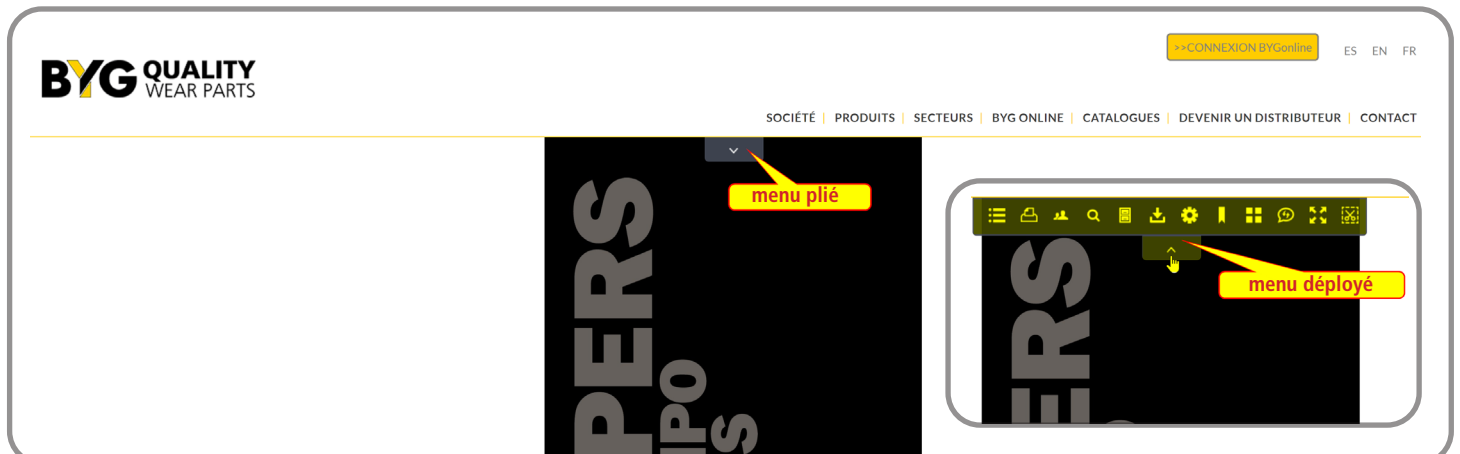 >>CONNEXION BYGonline
ES EN FR
BYG QUALITY
WEAR PARTS
SOCIÉTÉ | PRODUITS | SECTEURS | BYG ONLINE | CATALOGUES | DEVENIR UN DISTRIBUTEUR | CONTACT
menu plié
menu déployé
PERS
IPO
S
ERS